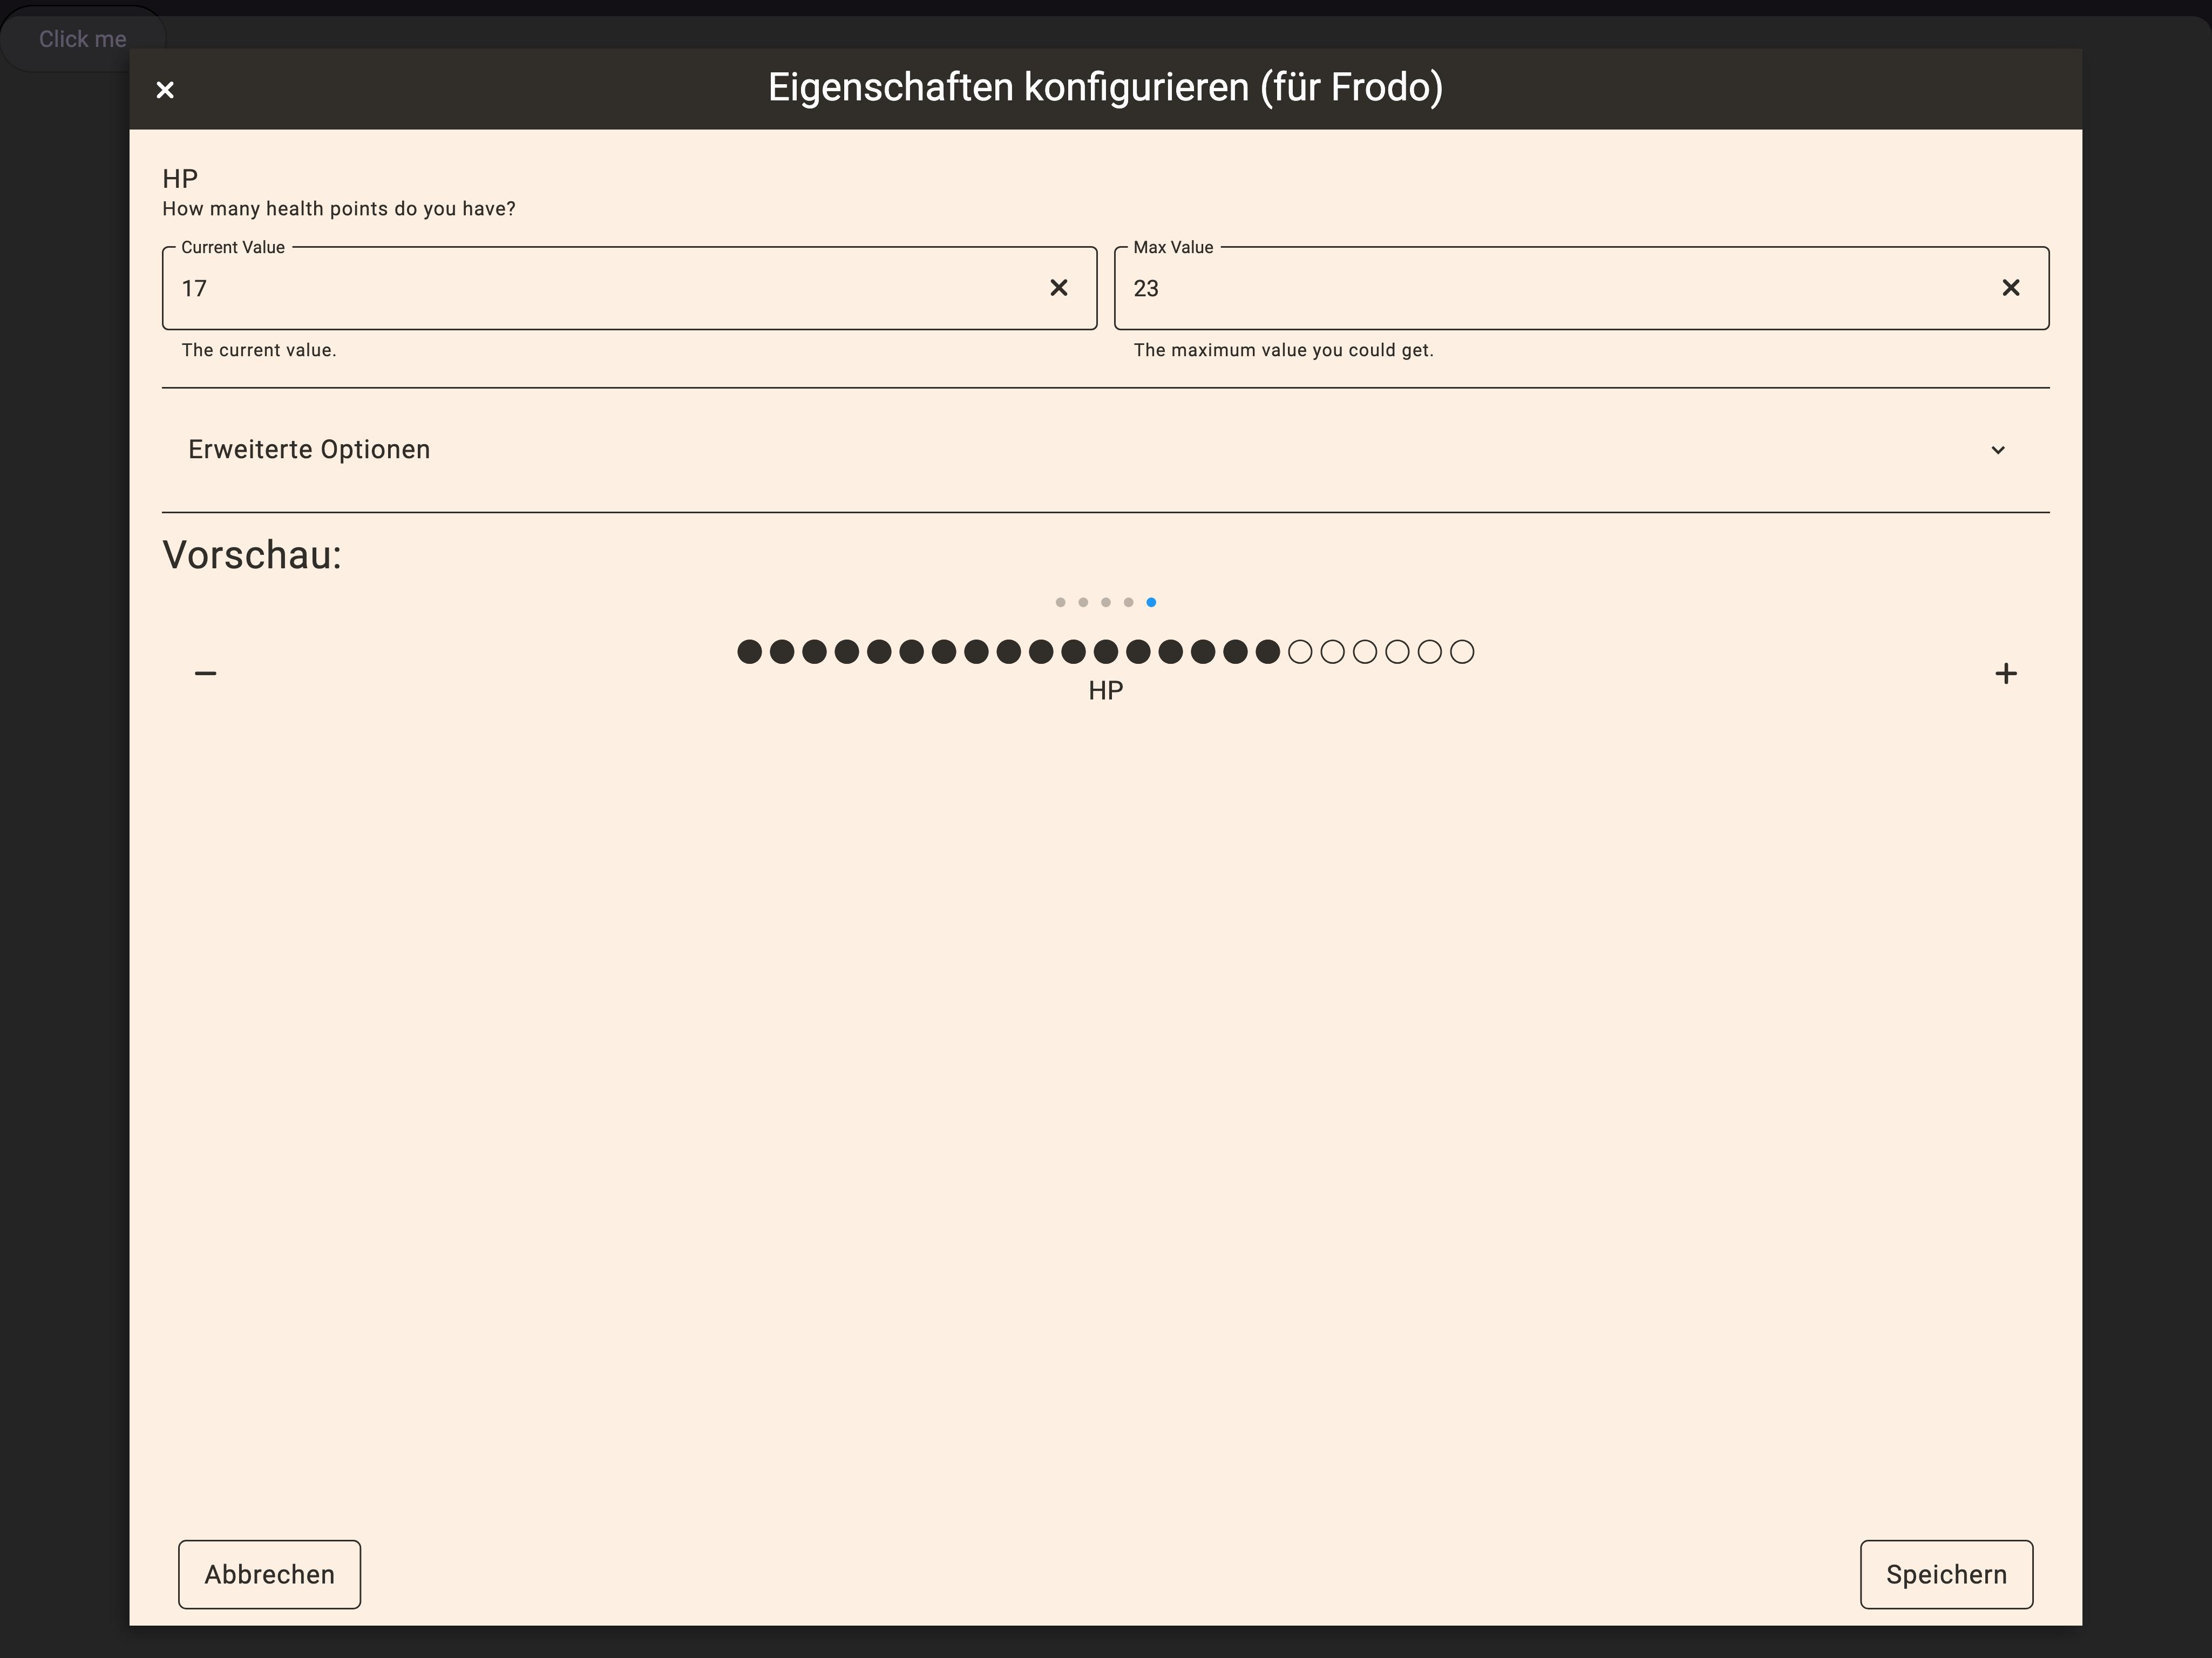 Click me
Eigenschaften konfigurieren (für Frodo)
HP
How many health points do you have?
Current Value
17
The current value.
Max Value
23
The maximum value you could get.
Erweiterte Optionen
Vorschau:
HP
Abbrechen
Speichern